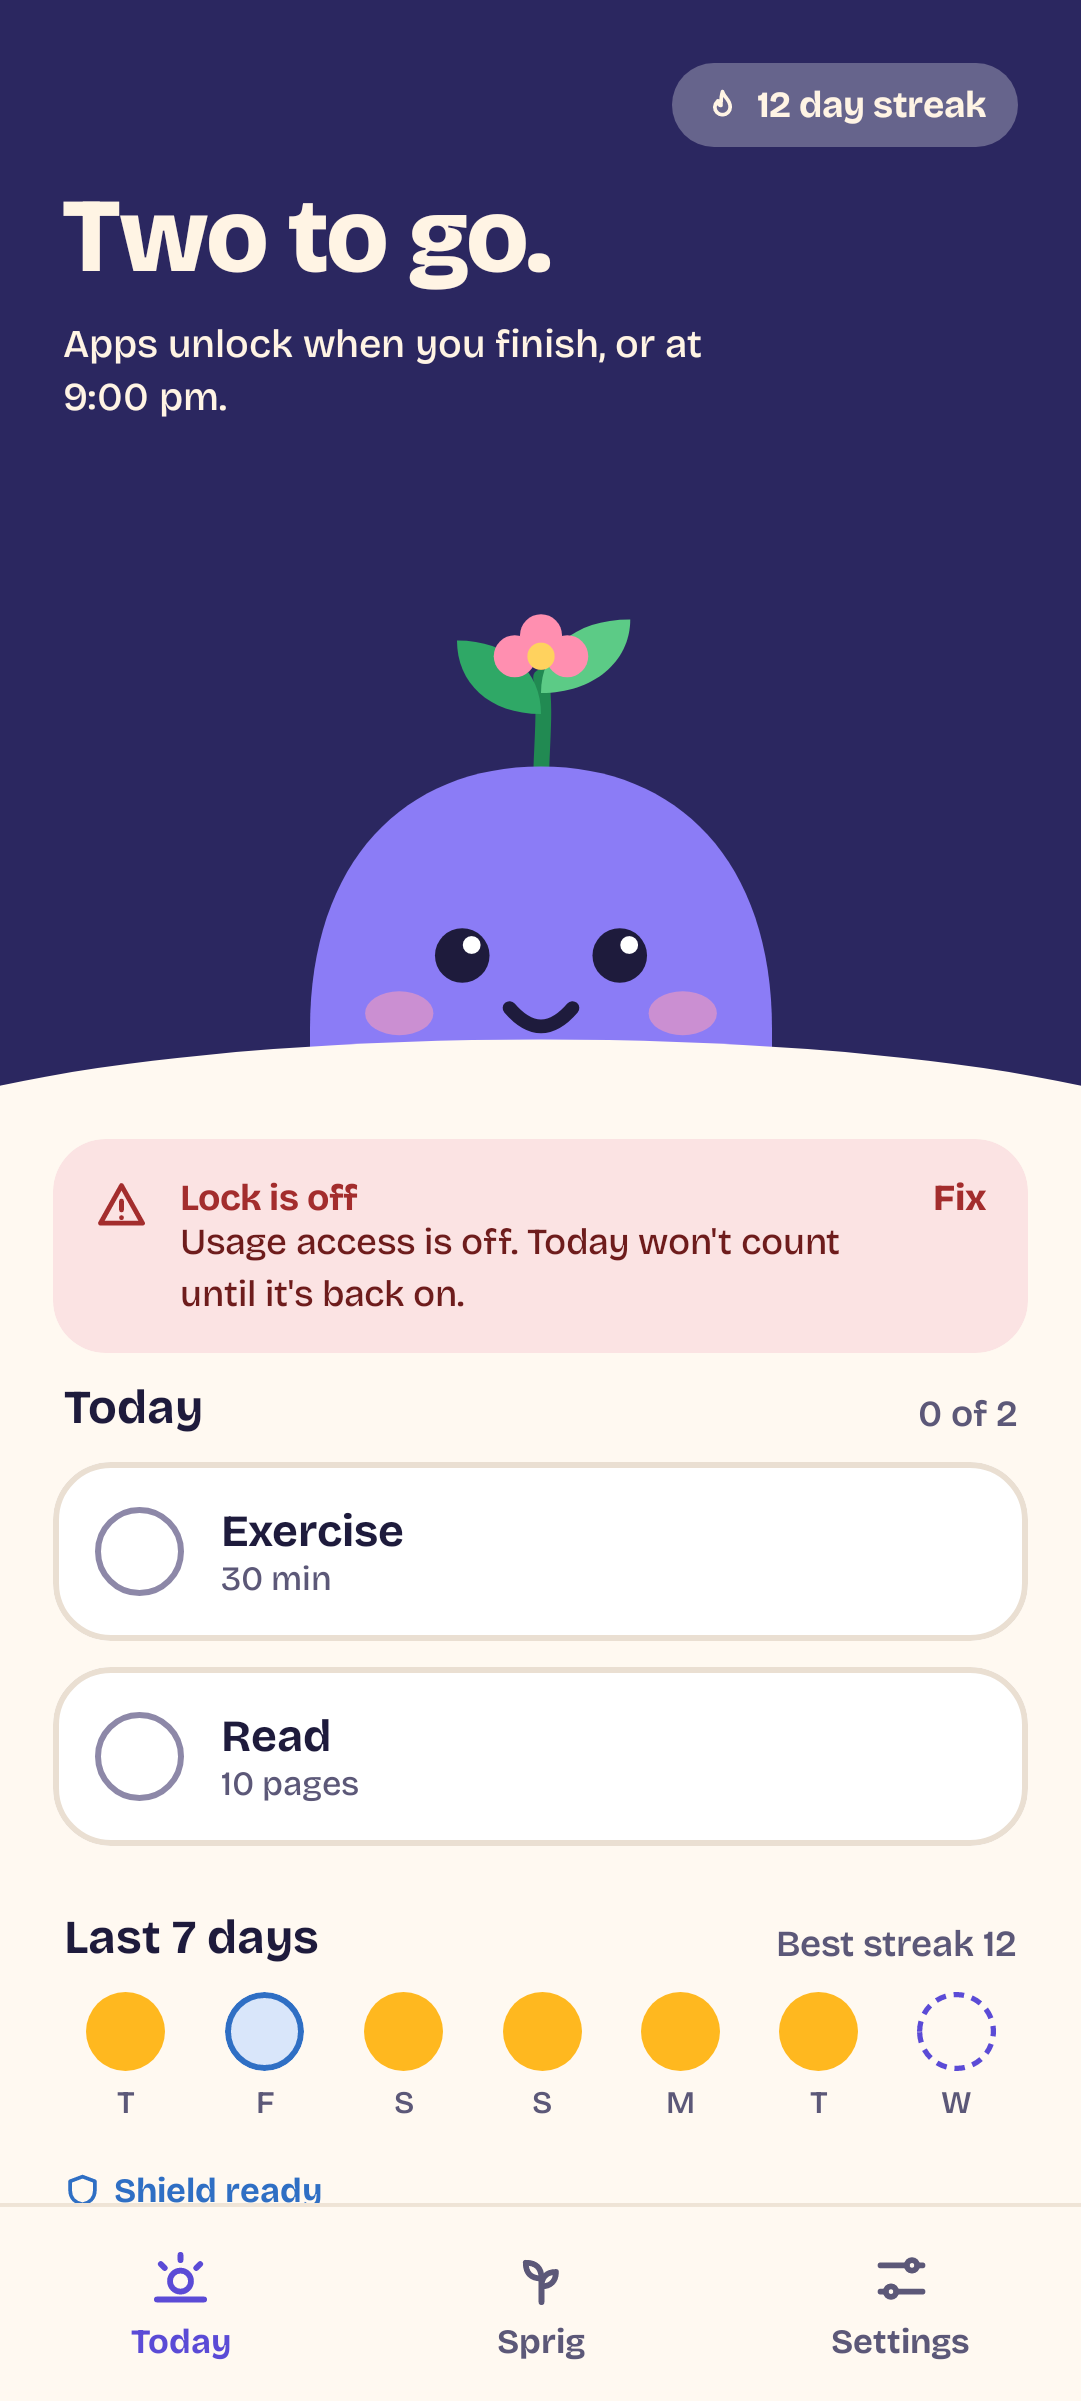 12 day streak
Two to go.
Apps unlock when you finish, or at
9:00 pm.
Lock is off
Fix
Usage access is off. Today won't count
until it's back on.
Today
0 of 2
Exercise
30 min
Read
10 pages
Last 7 days
Best streak 12
T F S S M T W
Shield ready
Today
Sprig
Settings